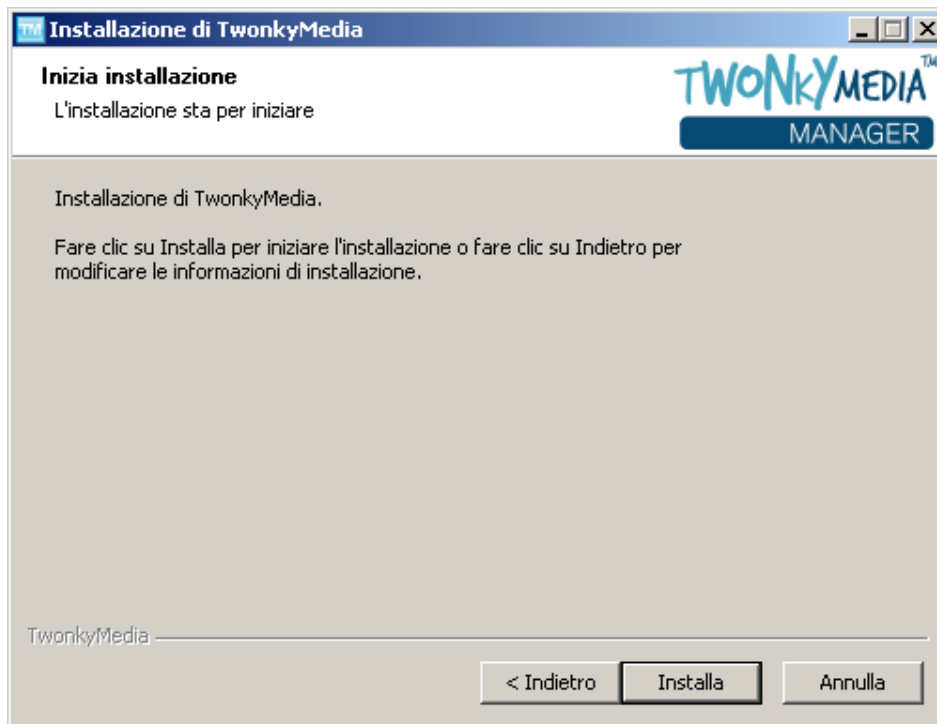 TM Installazione di TwonkyMedia
Inizia installazione
L'installazione sta per iniziare
TWONKYMEDIA™
MANAGER
Installazione di TwonkyMedia.
Fare clic su Installa per iniziare l'installazione o fare clic su Indietro per
modificare le informazioni di installazione.
TwonkyMedia
< Indietro Installa Annulla